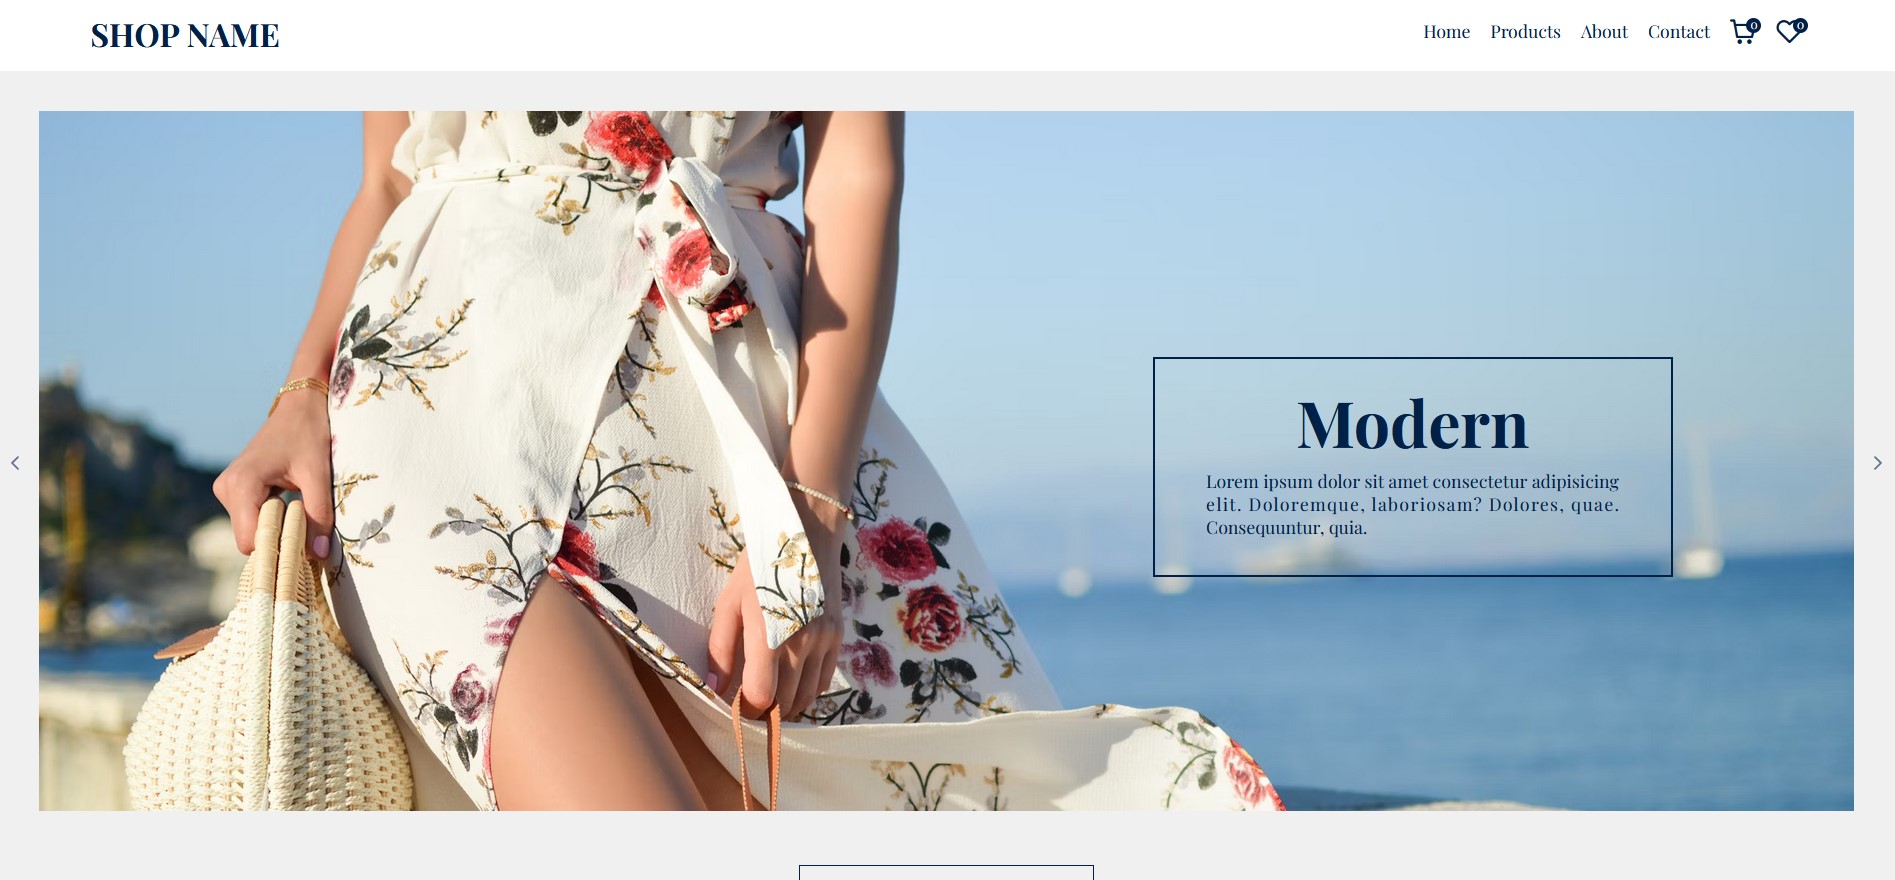 SHOP NAME
Home Products About Contact 0 0
Modern
Lorem ipsum dolor sit amet consectetur adipisicing
elit. Doloremque, laboriosam? Dolores, quae.
Consequuntur, quia.